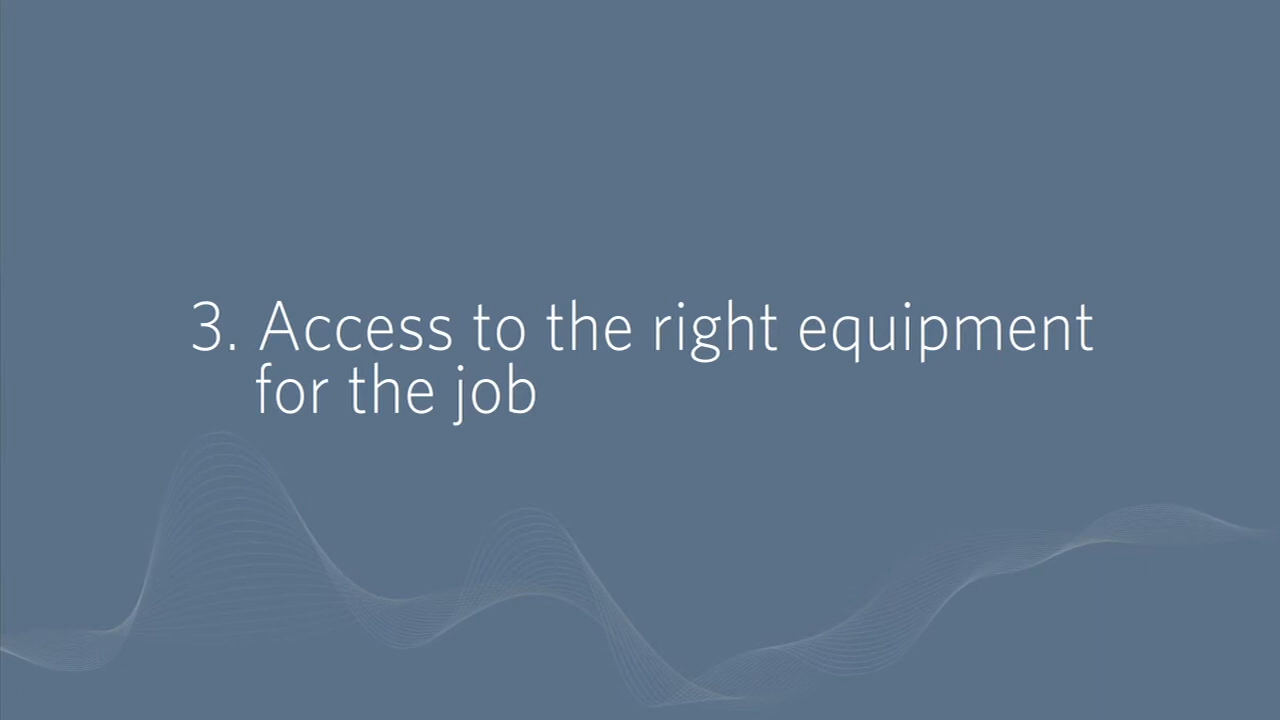 3. Access to the right equipment
for the job